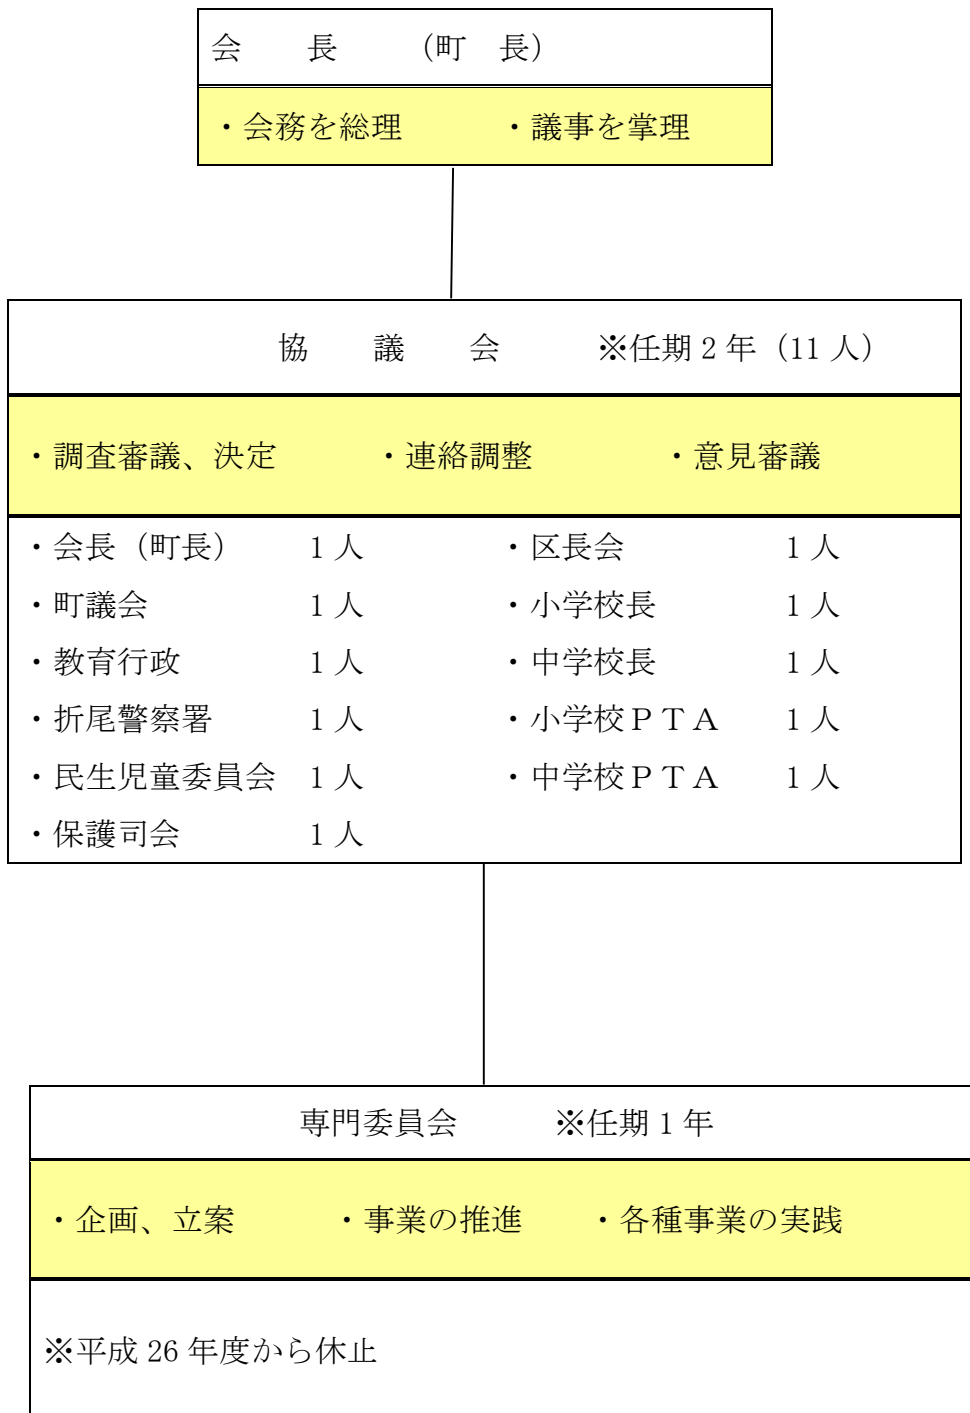 会　長　（町　長）
・会務を総理　・議事を掌理
協　議　会　※任期 2 年（11 人）
・調査審議、決定　・連絡調整　・意見審議
・会長（町長）　1 人　・区長会　1 人
・町議会　1 人　・小学校長　1 人
・教育行政　1 人　・中学校長　1 人
・折尾警察署　1 人　・小学校ＰＴＡ　1 人
・民生児童委員会　1 人　・中学校ＰＴＡ　1 人
・保護司会　1 人
専門委員会　※任期 1 年
・企画、立案　・事業の推進　・各種事業の実践
※平成 26 年度から休止